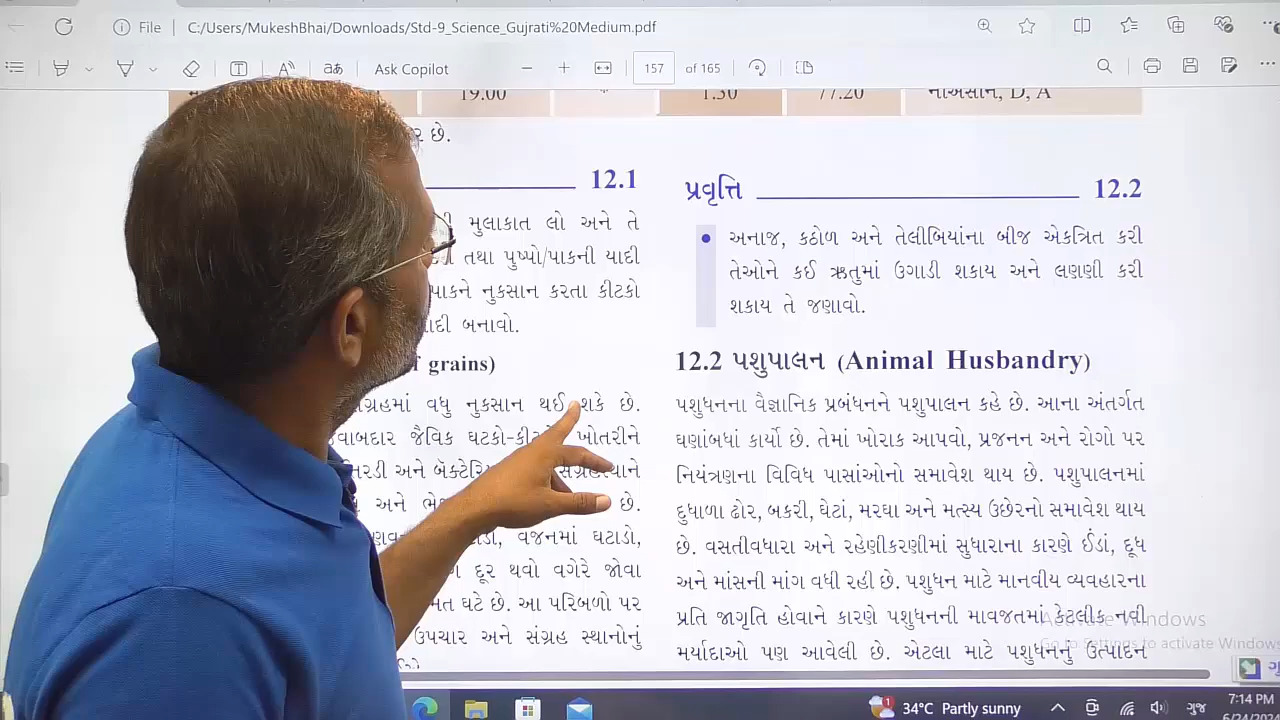 File C:/Users/MukeshBhai/Downloads/Std-9_Science_Gujrati%20Medium.pdf
Ask Copilot
157 of 165
19.00 * 1.30 77.20 નીઅસીન, D, A
છે.
12.1
મુલાકાત લો અને તે
તથા પુષ્પો/પાકની યાદી
પાકને નુકસાન કરતા કીટકો
યાદી બનાવો.
grains)
વધુ નુકસાન થઈ શકે છે.
જૈવિક ઘટકો-કીટકો ખોતરીને
અને
અને છે.
વજનમાં ઘટાડો,
દૂર થવો વગેરે જોવા
ઘટે છે. આ પરિબળો પર
ઉપચાર અને સંગ્રહ સ્થાનોનું
પ્રવૃત્તિ 12.2
• અનાજ, કઠોળ અને તેલીબિયાંના બીજ એકત્રિત કરી
તેઓને કઈ ઋતુમાં ઉગાડી શકાય અને લણણી કરી
શકાય તે જણાવો.
12.2 પશુપાલન (Animal Husbandry)
પશુધનના વૈજ્ઞાનિક પ્રબંધનને પશુપાલન કહે છે. આના અંતર્ગત
ઘણાંબધાં કાર્યો છે. તેમાં ખોરાક આપવો, પ્રજનન અને રોગો પર
નિયંત્રણના વિવિધ પાસાંઓનો સમાવેશ થાય છે. પશુપાલનમાં
દુધાળા ઢોર, બકરી, ઘેટાં, મરઘા અને મત્સ્ય ઉછેરનો સમાવેશ થાય
છે. વસતીવધારા અને રહેણીકરણીમાં સુધારાના કારણે ઈંડાં, દૂધ
અને માંસની માંગ વધી રહી છે. પશુધન માટે માનવીય વ્યવહારના
પ્રતિ જાગૃતિ હોવાને કારણે પશુધનની માવજતમાં કેટલીક નવી
મર્યાદાઓ પણ આવેલી છે. એટલા માટે પશુધનનું ઉત્પાદન
Activate Windows
Go to Settings to activate Windows
1 34°C Partly sunny
ગુજ
7:14 PM
6/24/20